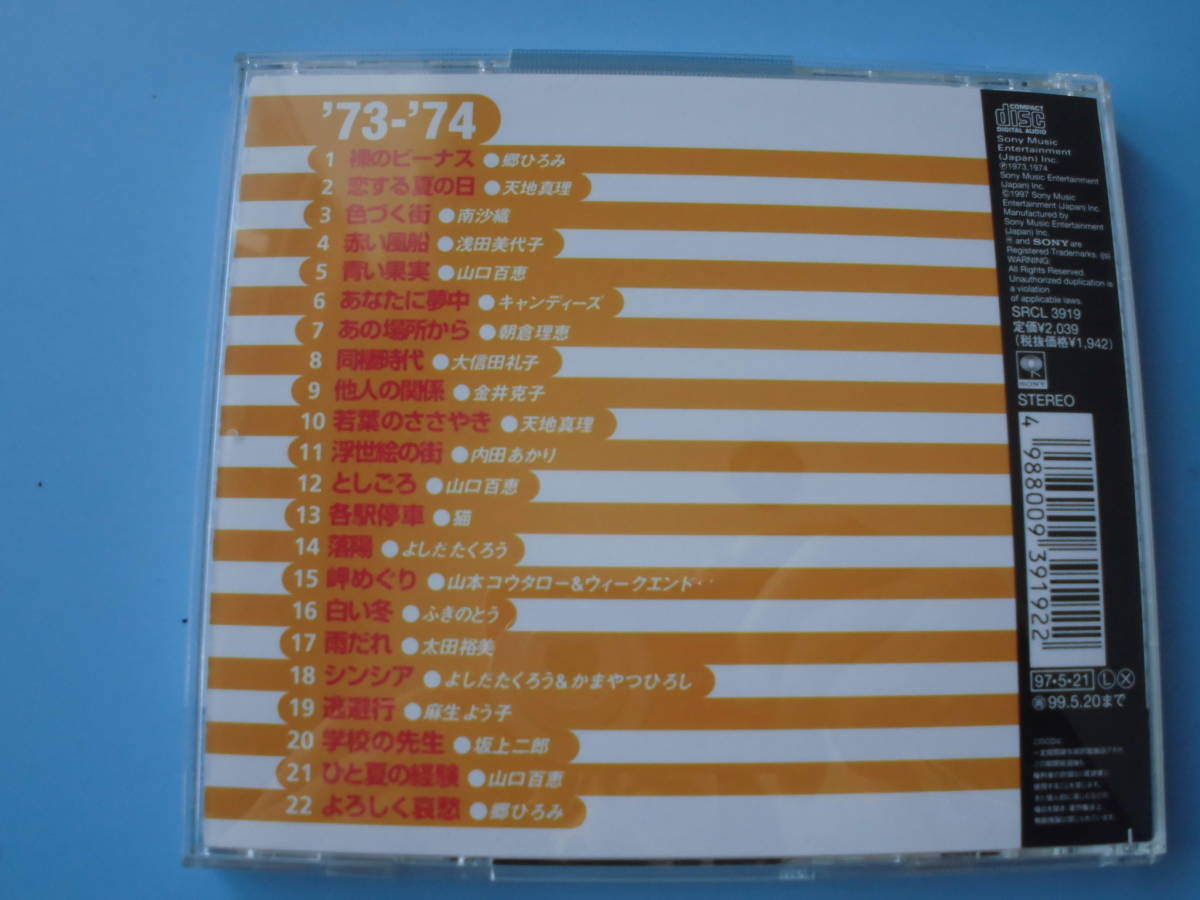 '73-'74
1 裸のビーナス ●郷ひろみ
2 恋する夏の日 ●天地真理
3 色づく街 ●南沙織
4 赤い風船 ●浅田美代子
5 青い果実 ●山口百恵
6 あなたに夢中 ●キャンディーズ
7 あの場所から ●朝倉理恵
8 同棲時代 ●大信田礼子
9 他人の関係 ●金井克子
10 若葉のささやき ●天地真理
11 浮世絵の街 ●内田あかり
12 としごろ ●山口百恵
13 各駅停車 ●猫
14 落陽 ●よしだたくろう
15 岬めぐり ●山本コウタロー&ウィークエンド
16 白い冬 ●ふきのとう
17 雨だれ ●太田裕美
18 シンシア ●よしだたくろう&かまやつひろし
19 逃避行 ●麻生よう子
20 学校の先生 ●坂上二郎
21 ひと夏の経験 ●山口百恵
22 よろしく哀愁 ●郷ひろみ
COMPACT
disc
DIGITAL AUDIO
Sony Music
Entertainment
(Japan) Inc.
Ⓟ1973,1974
Sony Music Entertainment
(Japan) Inc.
©1997 Sony Music
Entertainment (Japan) Inc.
Manufactured by
Sony Music Entertainment
(Japan) Inc.
and SONY are
Registered Trademarks.
WARNING:
All Rights Reserved.
Unauthorized duplication is
a violation
of applicable laws.
SRCL 3919
定価¥2,039
(税抜価格¥1,942)
SONY
STEREO
4 988009 391922
97・5・21 Ⓛ Ⓧ
99.5.20まで